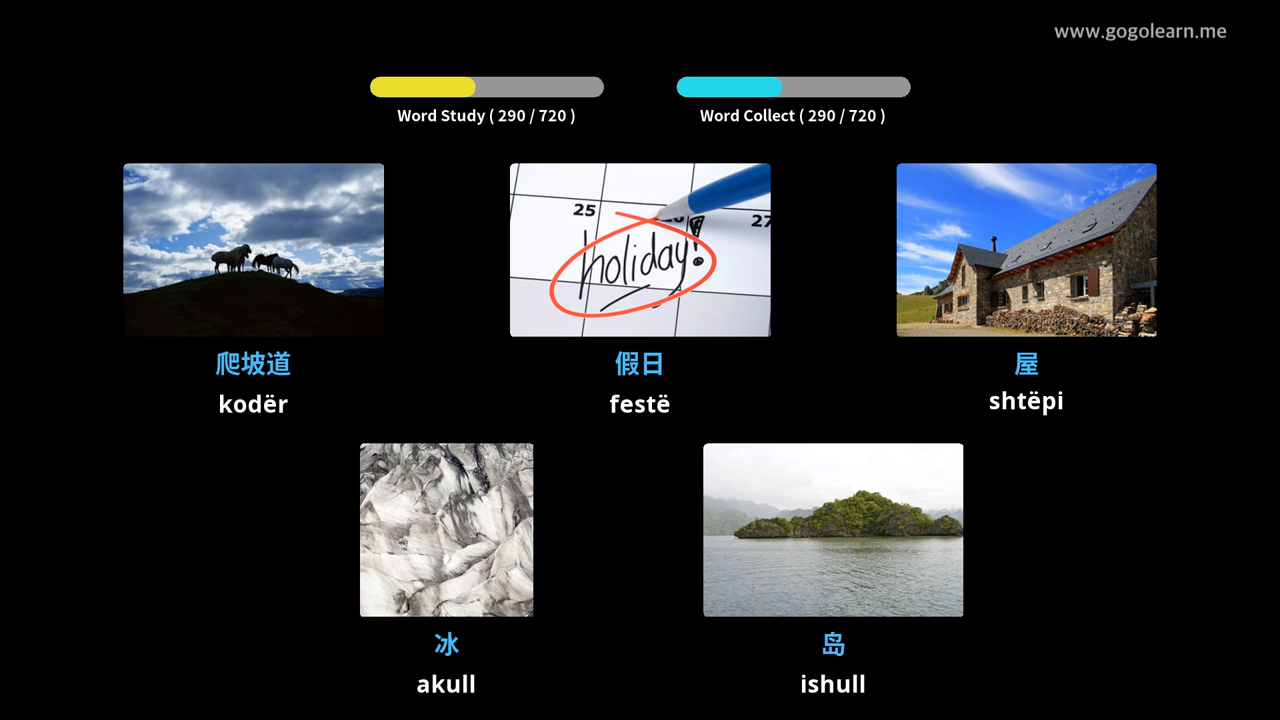 www.gogolearn.me
Word Study ( 290 / 720 )
Word Collect ( 290 / 720 )
25
27
holiday!
爬坡道
kodër
假日
festë
屋
shtëpi
冰
akull
岛
ishull